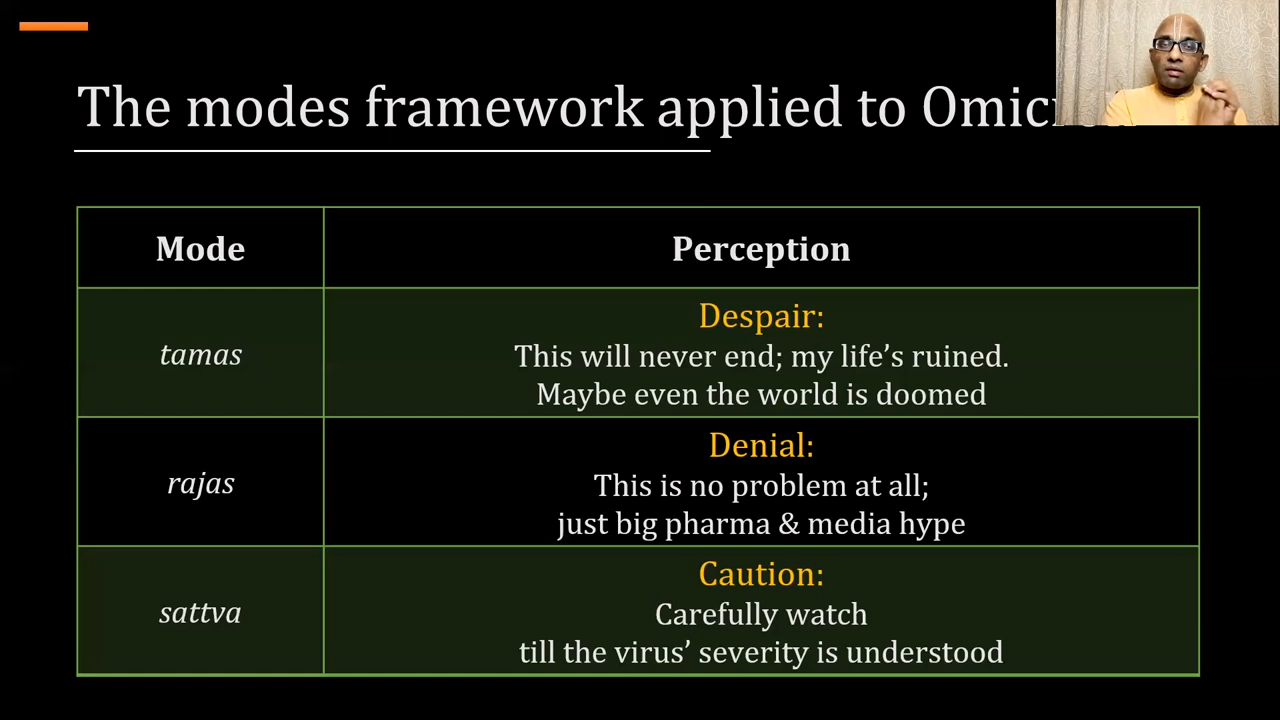 The modes framework applied to
Mode
Perception
tamas
Despair:
This will never end; my life's ruined.
Maybe even the world is doomed
rajas
Denial:
This is no problem at all;
just big pharma & media hype
sattva
Caution:
Carefully watch
till the virus’ severity is understood